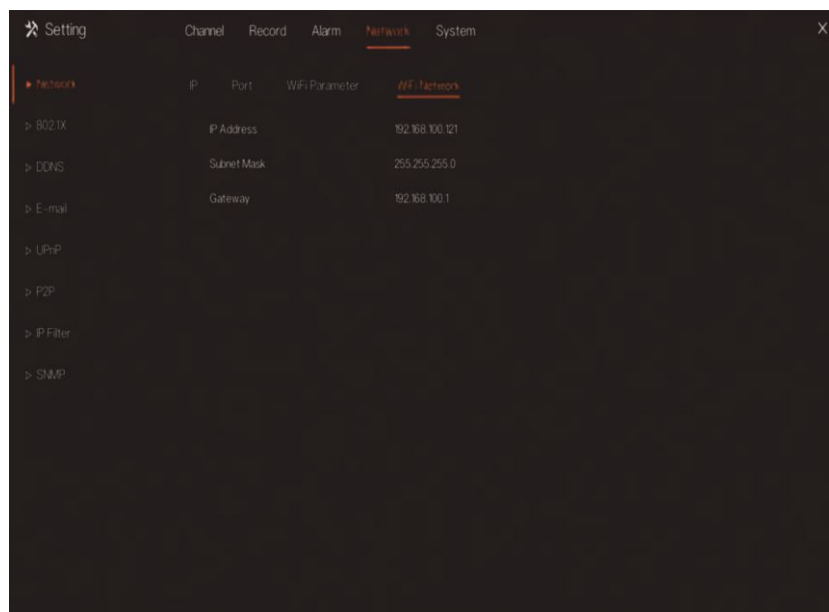 Setting
Channel Record Alarm Network System X
Network
IP Port WiFi Parameter WiFi Network
802.1X
IP Address 192.168.100.121
DDNS
Subnet Mask 255.255.255.0
E-mail
Gateway 192.168.100.1
UPnP
P2P
IP Filter
SNMP